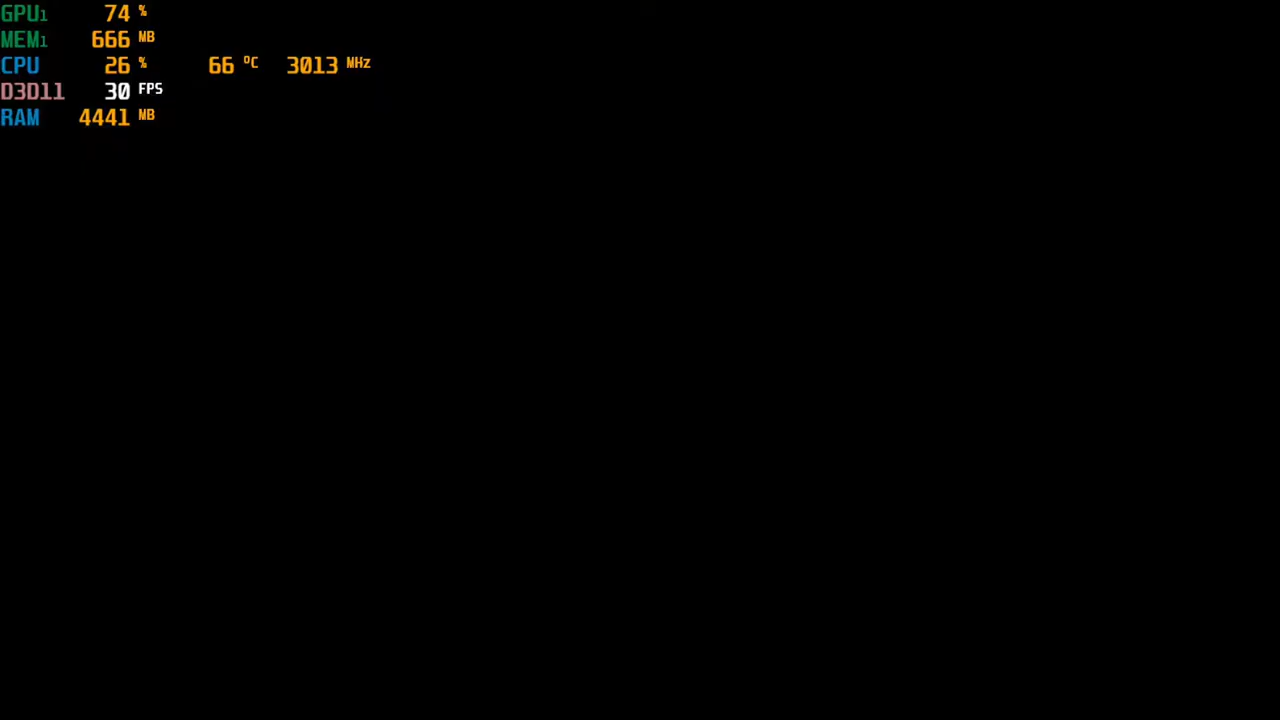 GPU1 74 %
MEM1 666 MB
CPU 26 % 66 °C 3013 MHz
D3D11 30 FPS
RAM 4441 MB